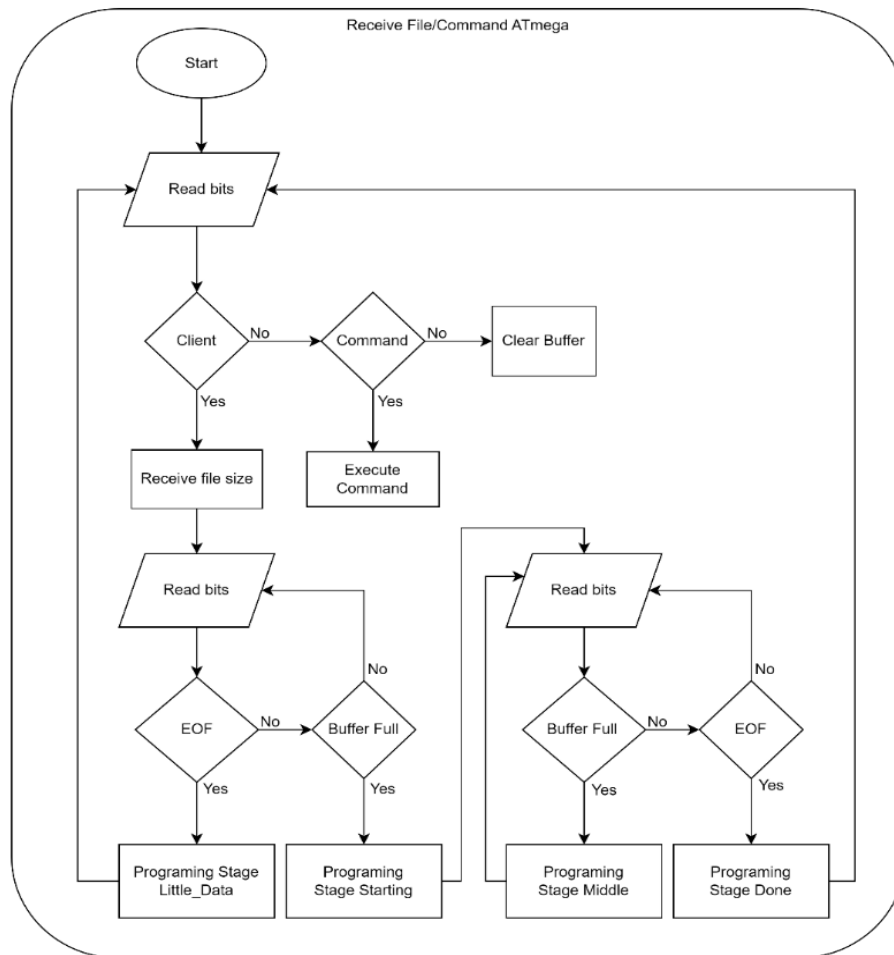 Receive File/Command ATmega
Start
Read bits
Client
No
Command
No
Clear Buffer
Yes
Yes
Receive file size
Execute
Command
Read bits
Read bits
No
No
EOF
No
Buffer Full
Buffer Full
No
EOF
Yes
Yes
Yes
Yes
Programing Stage
Little_Data
Programing
Stage Starting
Programing
Stage Middle
Programing
Stage Done